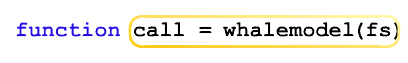 function call = whalemodel(fs)